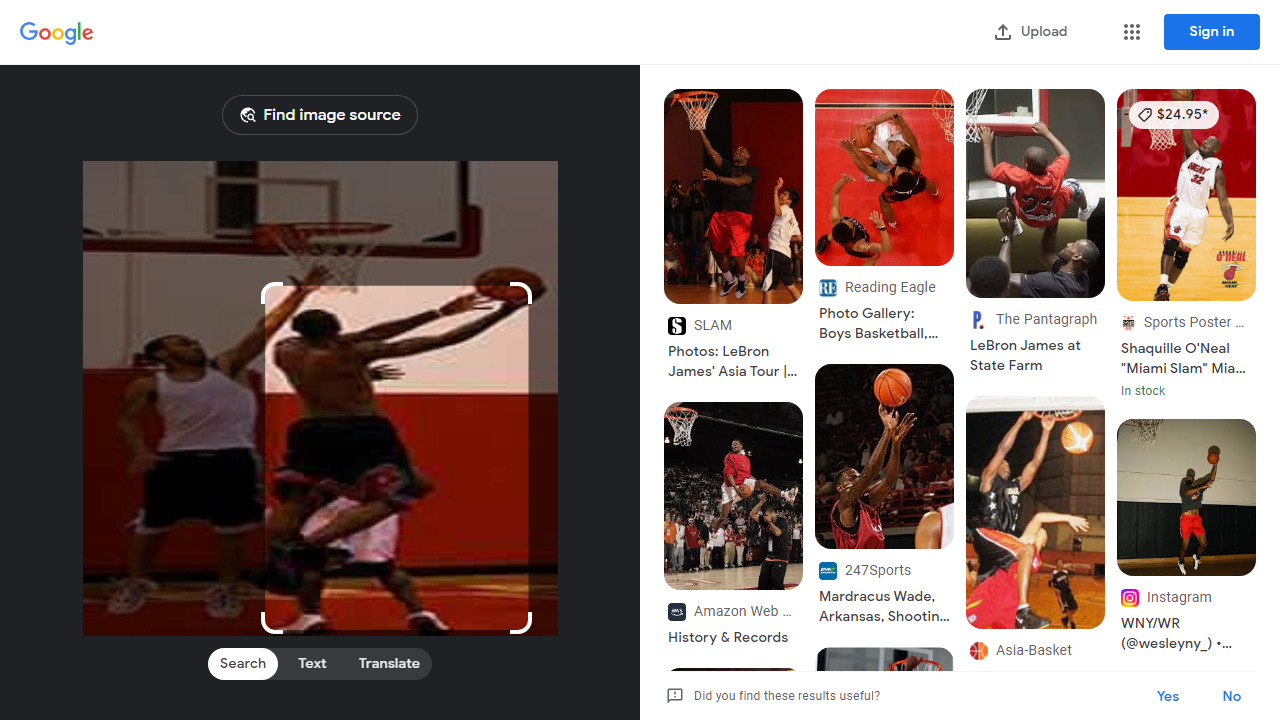 Google
Upload
Sign in
Find image source
Search
Text
Translate
SLAM
Photos: LeBron
James' Asia Tour |...
Amazon Web ...
History & Records
Reading Eagle
Photo Gallery:
Boys Basketball,...
247Sports
Mardracus Wade,
Arkansas, Shootin...
The Pantagraph
LeBron James at
State Farm
Asia-Basket
$24.95*
HEAT
32
O'NEAL
Sports Poster ...
Shaquille O'Neal
"Miami Slam" Mia...
In stock
Instagram
WNY/WR
(@wesleyny_) •...
Did you find these results useful?
Yes
No